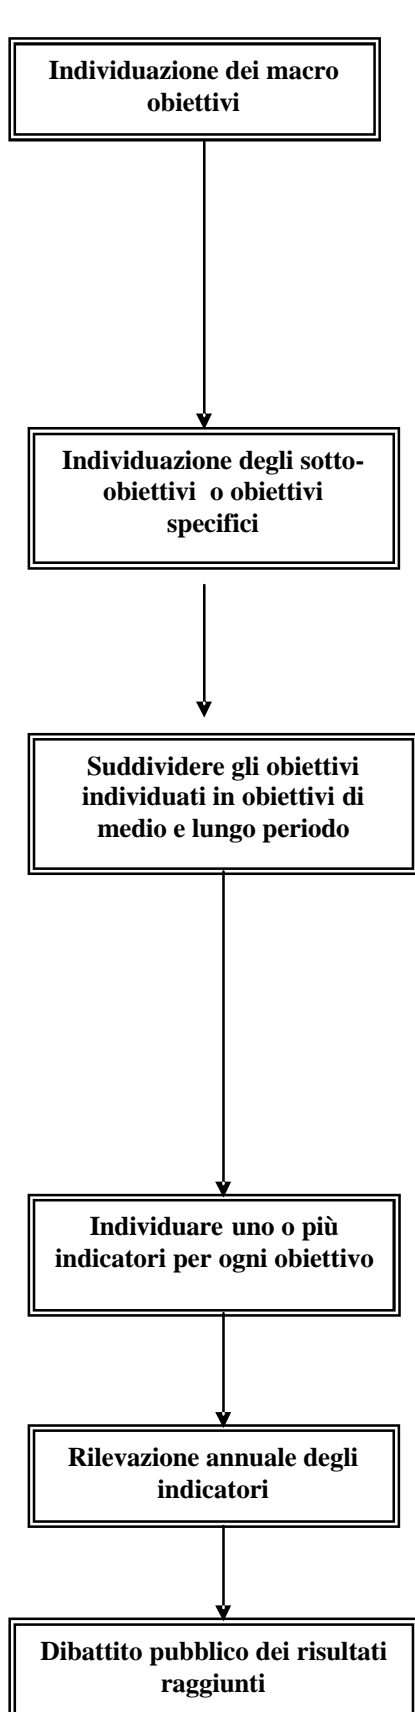 Individuazione dei macro
obiettivi
Individuazione degli sotto-
obiettivi o obiettivi
specifici
Suddividere gli obiettivi
individuati in obiettivi di
medio e lungo periodo
Individuare uno o più
indicatori per ogni obiettivo
Rilevazione annuale degli
indicatori
Dibattito pubblico dei risultati
raggiunti